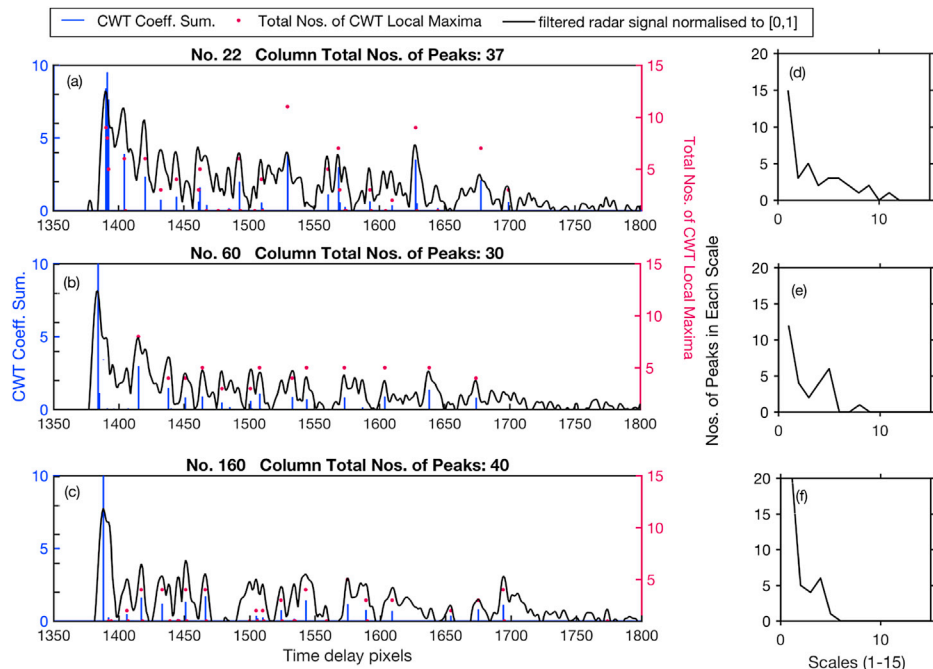 CWT Coeff. Sum. Total Nos. of CWT Local Maxima filtered radar signal normalised to [0,1]
No. 22 Column Total Nos. of Peaks: 37
(a)
10
5
0
15
10
5
0
1350 1400 1450 1500 1550 1600 1650 1700 1750 1800
(d)
20
15
10
5
0
0 10
No. 60 Column Total Nos. of Peaks: 30
(b)
10
5
0
15
10
5
0
1350 1400 1450 1500 1550 1600 1650 1700 1750 1800
(e)
20
15
10
5
0
0 10
No. 160 Column Total Nos. of Peaks: 40
(c)
10
5
0
15
10
5
0
1350 1400 1450 1500 1550 1600 1650 1700 1750 1800
(f)
20
15
10
5
0
0 10
CWT Coeff. Sum.
Total Nos. of CWT Local Maxima
Nos. of Peaks in Each Scale
Time delay pixels
Scales (1-15)